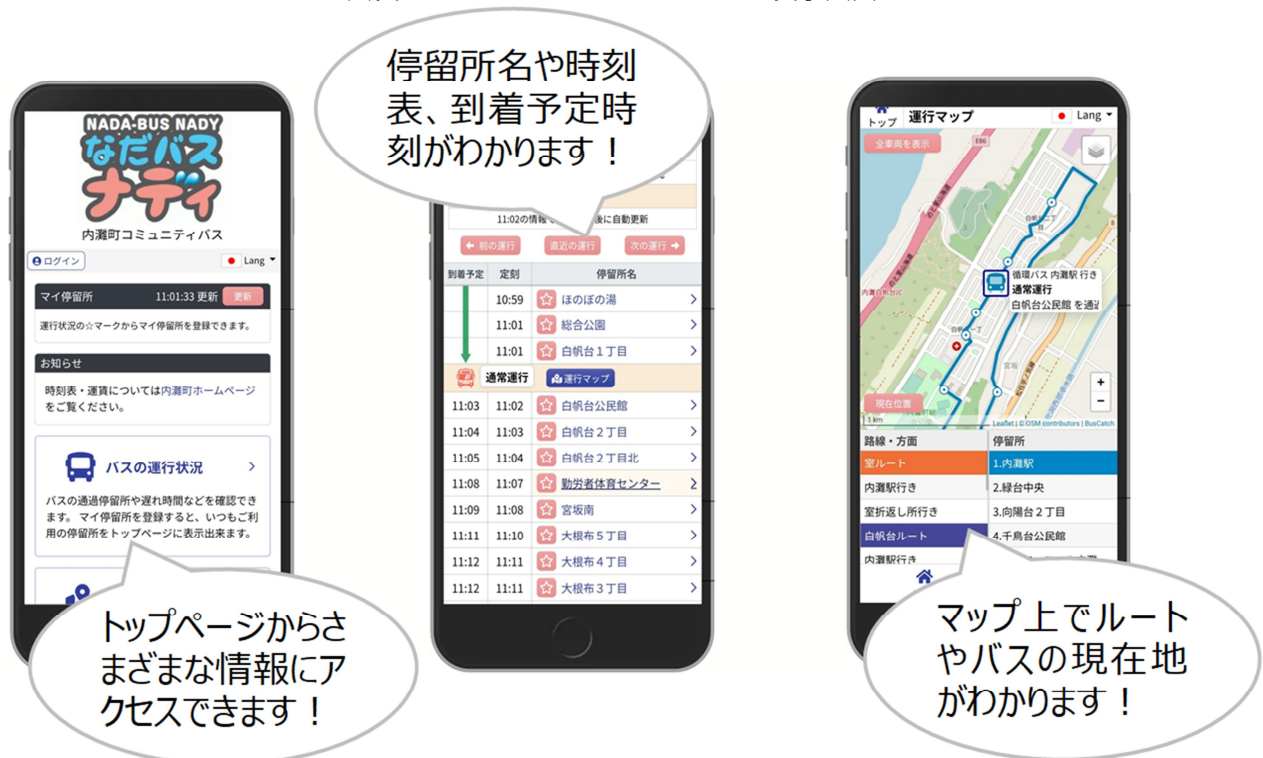 停留所名や時刻
表、到着予定時
刻がわかります！
NADA-BUS NADY
なだバス
ナディ
内灘町コミュニティバス
ログイン
Lang
マイ停留所 11:01:33 更新 更新
運行状況の☆マークからマイ停留所を登録できます。
お知らせ
時刻表・運賃については内灘町ホームページ
をご覧ください。
バスの運行状況
バスの通過停留所や遅れ時間などを確認でき
ます。 マイ停留所を登録すると、いつもご利
用の停留所をトップページに表示出来ます。
トップページからさ
まざまな情報にア
クセスできます！
11:02の情報 後に自動更新
前の運行 直近の運行 次の運行
到着予定 定刻 停留所名
10:59 ほのぼの湯
11:01 総合公園
11:01 白帆台１丁目
通常運行 運行マップ
11:03 11:02 白帆台公民館
11:04 11:03 白帆台２丁目
11:05 11:04 白帆台２丁目北
11:08 11:07 勤労者体育センター
11:09 11:08 宮坂南
11:11 11:10 大根布５丁目
11:12 11:11 大根布４丁目
11:12 11:11 大根布３丁目
トップ 運行マップ Lang
全車両を表示
E86
のと里山海道
循環バス 内灘駅 行き
通常運行
白帆台公民館 を通過
宮坂
現在位置
1 km
Leaflet | © OSM contributors | BusCatch
路線・方面 停留所
室ルート 1.内灘駅
内灘駅行き 2.緑台中央
室折返し所行き 3.向陽台２丁目
白帆台ルート 4.千鳥台公民館
内灘駅行き
マップ上でルート
やバスの現在地
がわかります！